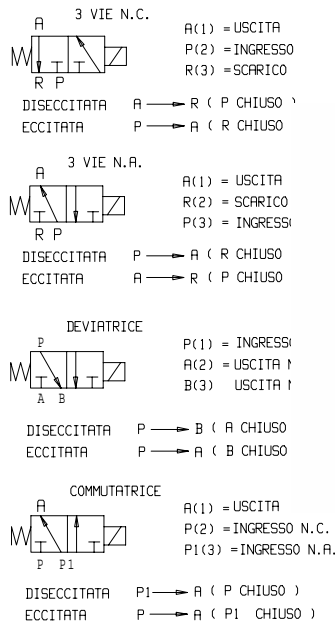 3 VIE N.C.
A
A(1) = USCITA
P(2) =INGRESSO
R(3) =SCARICO
R P
DISECCITATA A → R ( P CHIUSO )
ECCITATA P → A ( R CHIUSO
3 VIE N.A.
A
A(1) = USCITA
R(2) = SCARICO
P(3) = INGRESSO
R P
DISECCITATA P → A ( R CHIUSO
ECCITATA A → R ( P CHIUSO
DEVIATRICE
P
P(1) = INGRESSO
A(2) =USCITA N
B(3) USCITA N
A B
DISECCITATA P → B ( A CHIUSO
ECCITATA P → A ( B CHIUSO
COMMUTATRICE
A
A(1) = USCITA
P(2) =INGRESSO N.C.
P1(3) =INGRESSO N.A.
P P1
DISECCITATA P1 → A ( P CHIUSO )
ECCITATA P → A ( P1 CHIUSO )